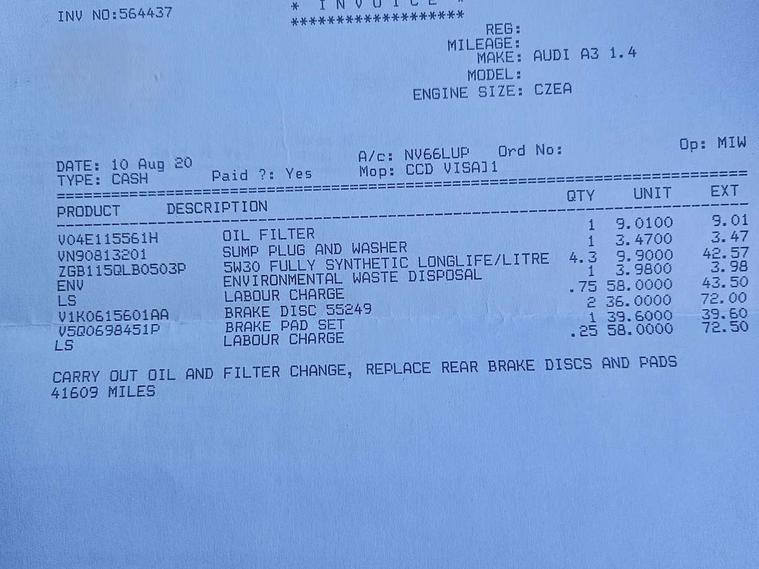 INV NO:564437
* I N V O I C E *
*******************
REG:
MILEAGE:
MAKE: AUDI A3 1.4
MODEL:
ENGINE SIZE: CZEA
DATE: 10 Aug 20 A/c: NV66LUP Ord No: Op: MIW
TYPE: CASH Paid ?: Yes Mop: CCD VISA]1
PRODUCT DESCRIPTION QTY UNIT EXT
V04E115561H OIL FILTER 1 9.0100 9.01
VN90813201 SUMP PLUG AND WASHER 1 3.4700 3.47
ZGB115QLB0503P 5W30 FULLY SYNTHETIC LONGLIFE/LITRE 4.3 9.9000 42.57
ENV ENVIRONMENTAL WASTE DISPOSAL 1 3.9800 3.98
LS LABOUR CHARGE .75 58.0000 43.50
V1K0615601AA BRAKE DISC 55249 2 36.0000 72.00
V5Q0698451P BRAKE PAD SET 1 39.6000 39.60
LS LABOUR CHARGE .25 58.0000 72.50
CARRY OUT OIL AND FILTER CHANGE, REPLACE REAR BRAKE DISCS AND PADS
41609 MILES